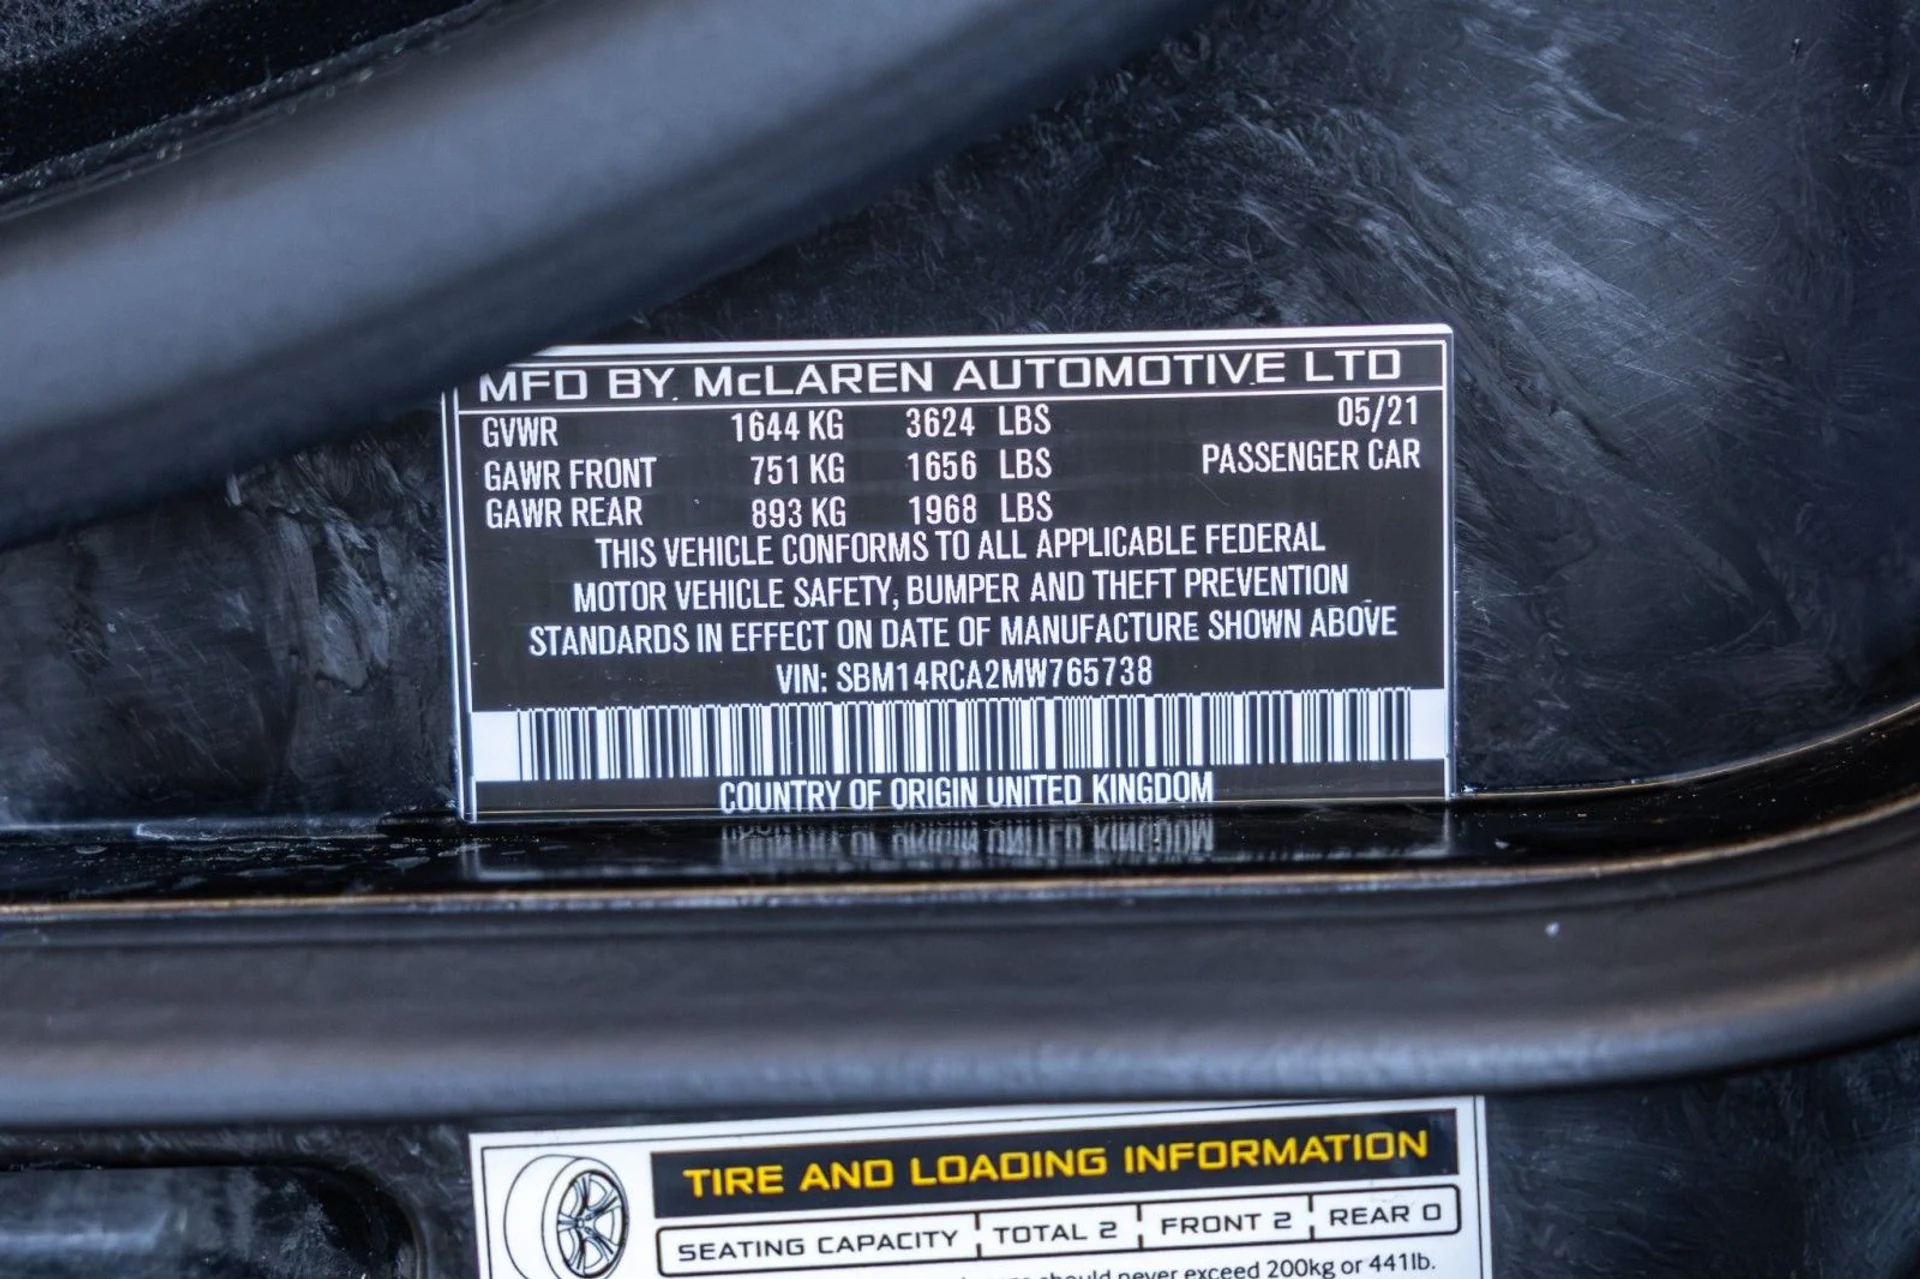 MFD BY McLAREN AUTOMOTIVE LTD
GVWR 1644 KG 3624 LBS 05/21
GAWR FRONT 751 KG 1656 LBS PASSENGER CAR
GAWR REAR 893 KG 1968 LBS
THIS VEHICLE CONFORMS TO ALL APPLICABLE FEDERAL
MOTOR VEHICLE SAFETY, BUMPER AND THEFT PREVENTION
STANDARDS IN EFFECT ON DATE OF MANUFACTURE SHOWN ABOVE
VIN: SBM14RCA2MW765738
COUNTRY OF ORIGIN UNITED KINGDOM
TIRE AND LOADING INFORMATION
SEATING CAPACITY TOTAL 2 FRONT 2 REAR 0
should never exceed 200kg or 441lb.